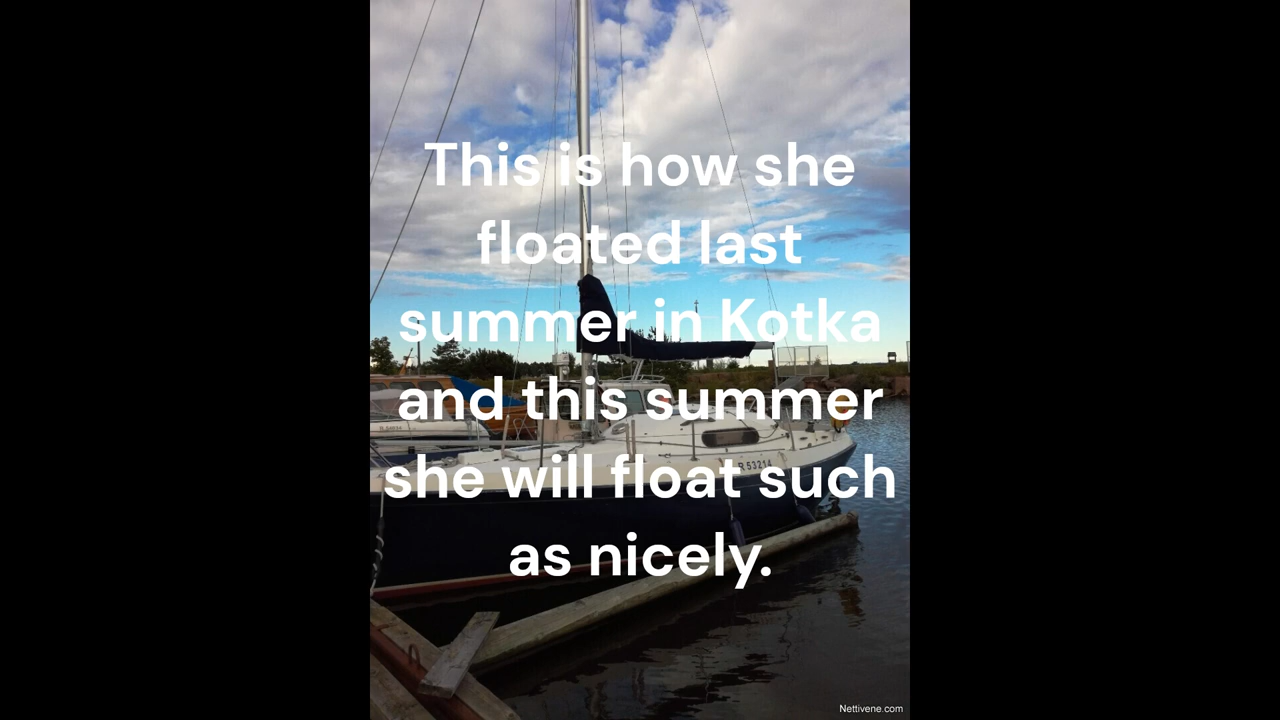 This is how she
floated last
summer in Kotka
and this summer
she will float such
as nicely.
R 53214
Nettivene.com